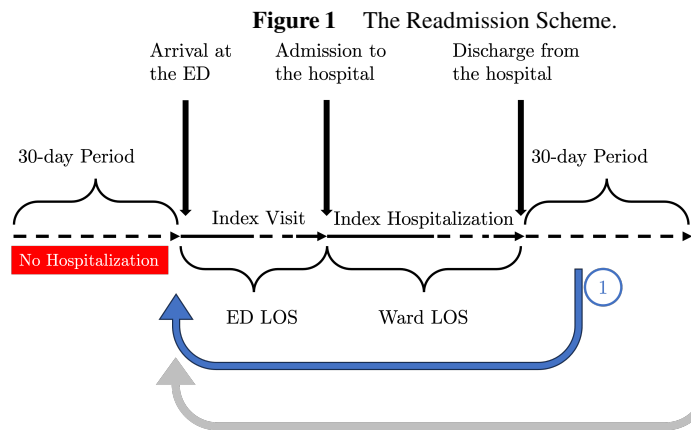 Figure 1 The Readmission Scheme.
Arrival at
the ED
Admission to
the hospital
Discharge from
the hospital
30-day Period
30-day Period
Index Visit
Index Hospitalization
No Hospitalization
1
ED LOS
Ward LOS